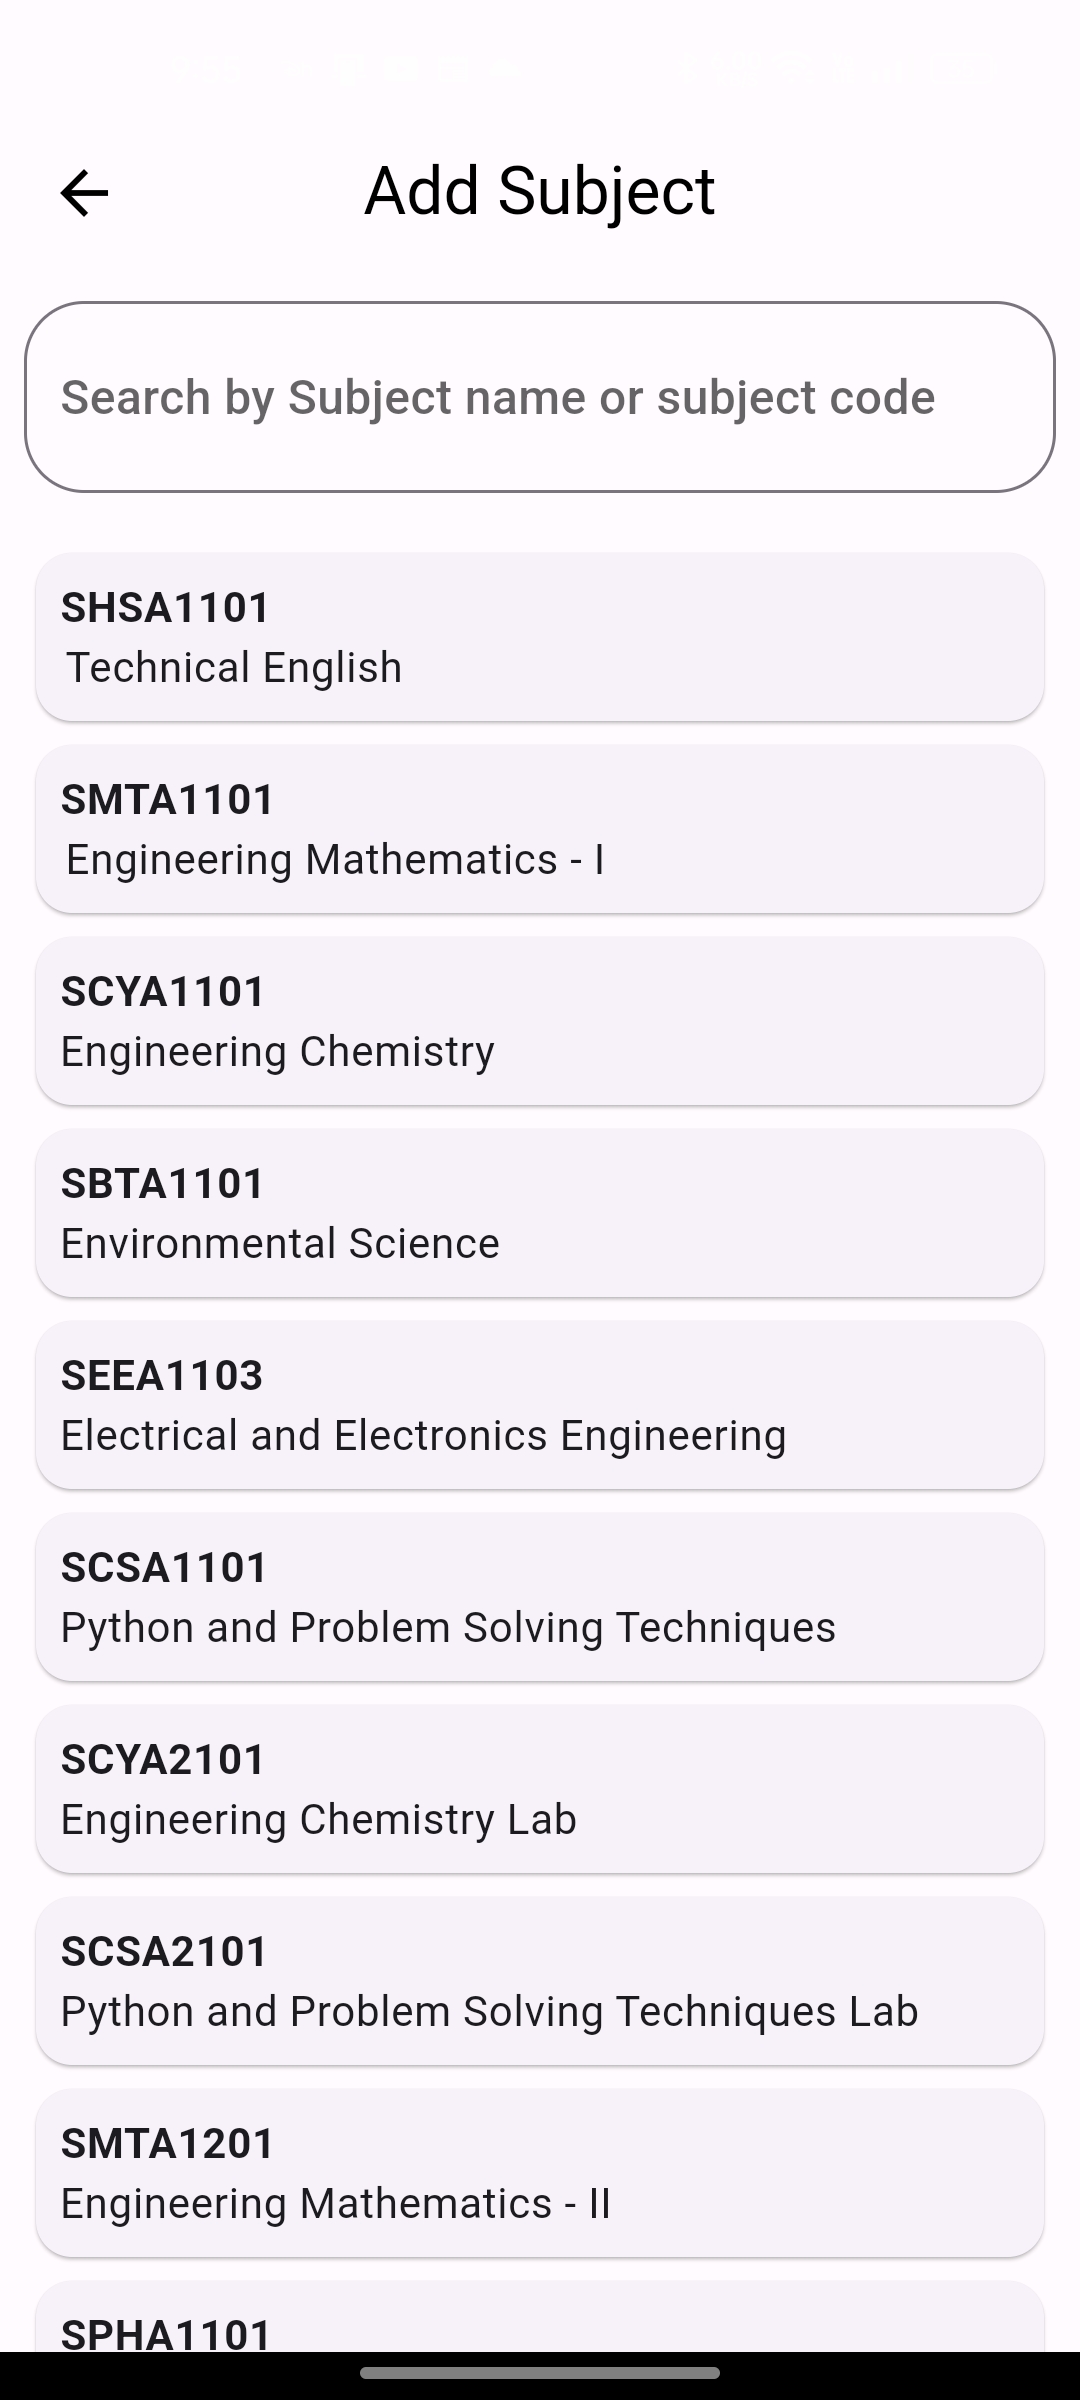 Add Subject
Search by Subject name or subject code
SHSA1101
Technical English
SMTA1101
Engineering Mathematics - I
SCYA1101
Engineering Chemistry
SBTA1101
Environmental Science
SEEA1103
Electrical and Electronics Engineering
SCSA1101
Python and Problem Solving Techniques
SCYA2101
Engineering Chemistry Lab
SCSA2101
Python and Problem Solving Techniques Lab
SMTA1201
Engineering Mathematics - II
SPHA1101